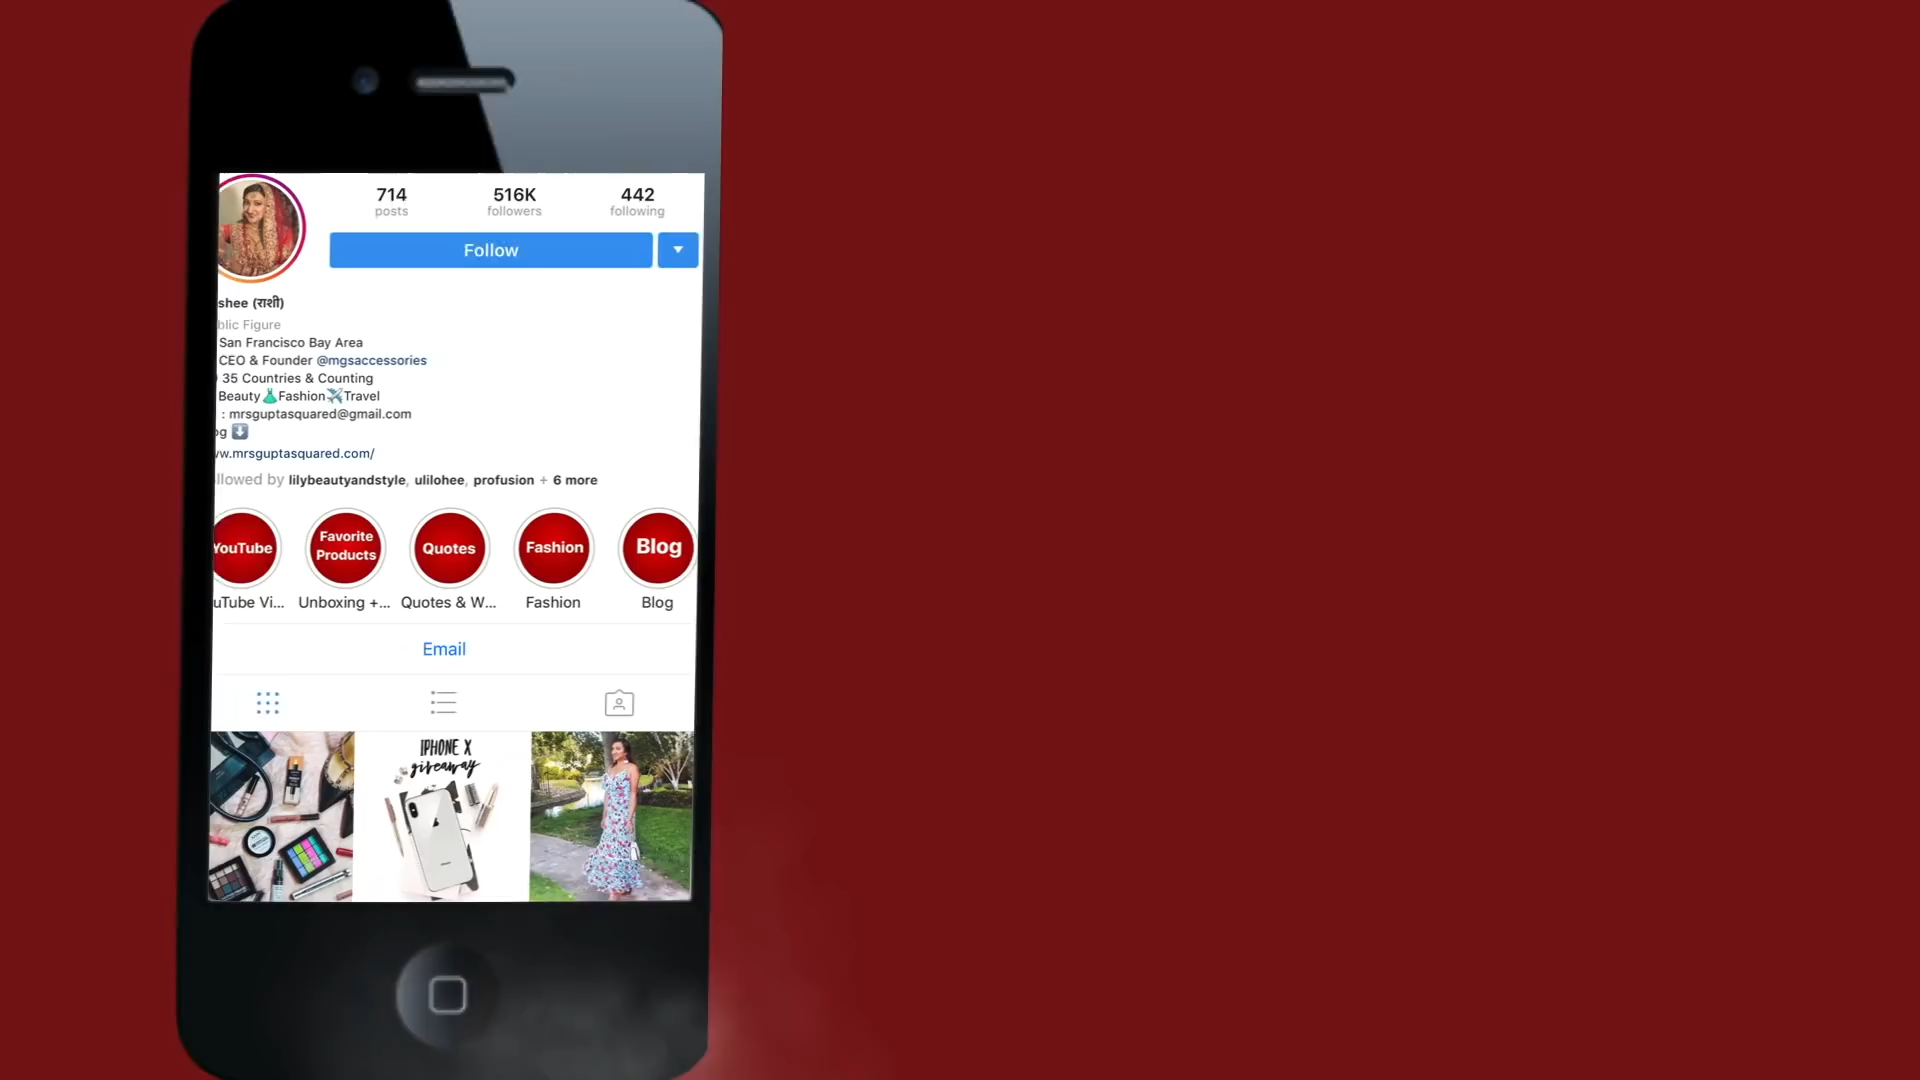 714 516K 442
posts followers following
Follow
shee (राशी)
blic Figure
San Francisco Bay Area
CEO & Founder @mgsaccessories
35 Countries & Counting
Beauty Fashion Travel
: mrsguptasquared@gmail.com
og
ww.mrsguptasquared.com/
llowed by lilybeautyandstyle, ulilohee, profusion + 6 more
YouTube Favorite Products Quotes Fashion Blog
uTube Vi... Unboxing +... Quotes & W... Fashion Blog
Email
IPHONE X
giveaway